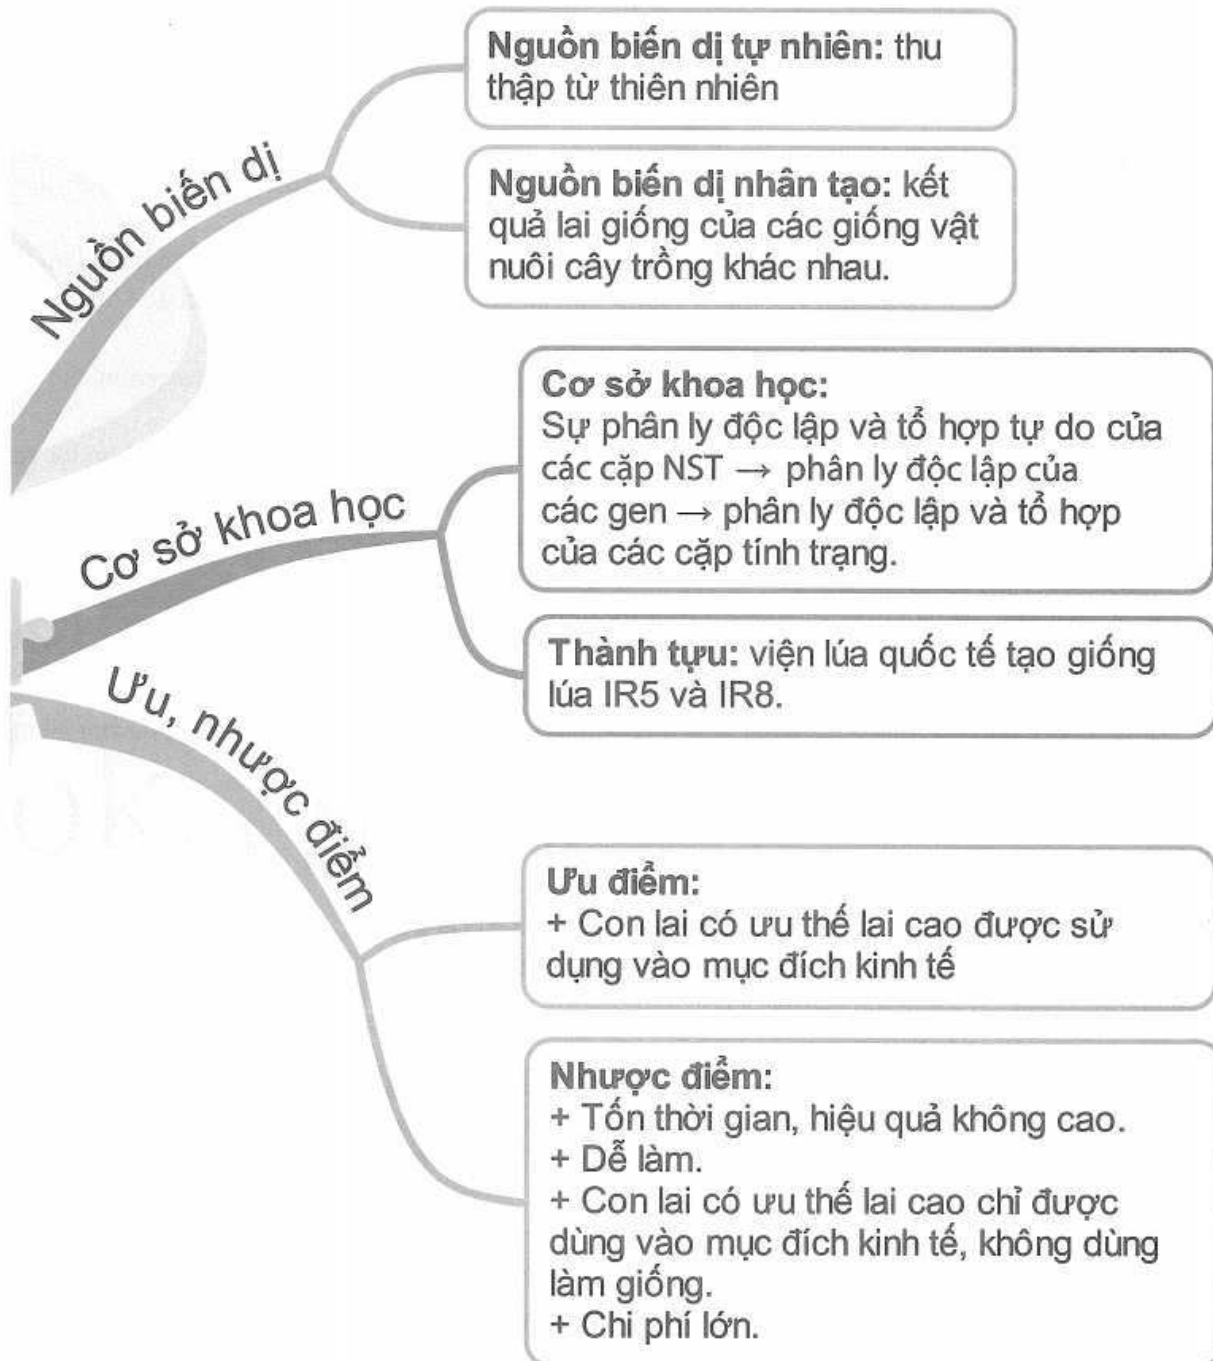 Nguồn biến dị
Nguồn biến dị tự nhiên: thu
thập từ thiên nhiên
Nguồn biến dị nhân tạo: kết
quả lai giống của các giống vật
nuôi cây trồng khác nhau.
Cơ sở khoa học
Cơ sở khoa học:
Sự phân ly độc lập và tổ hợp tự do của
các cặp NST → phân ly độc lập của
các gen → phân ly độc lập và tổ hợp
của các cặp tính trạng.
Thành tựu: viện lúa quốc tế tạo giống
lúa IR5 và IR8.
Ưu, nhược điểm
Ưu điểm:
+ Con lai có ưu thế lai cao được sử
dụng vào mục đích kinh tế
Nhược điểm:
+ Tốn thời gian, hiệu quả không cao.
+ Dễ làm.
+ Con lai có ưu thế lai cao chỉ được
dùng vào mục đích kinh tế, không dùng
làm giống.
+ Chi phí lớn.